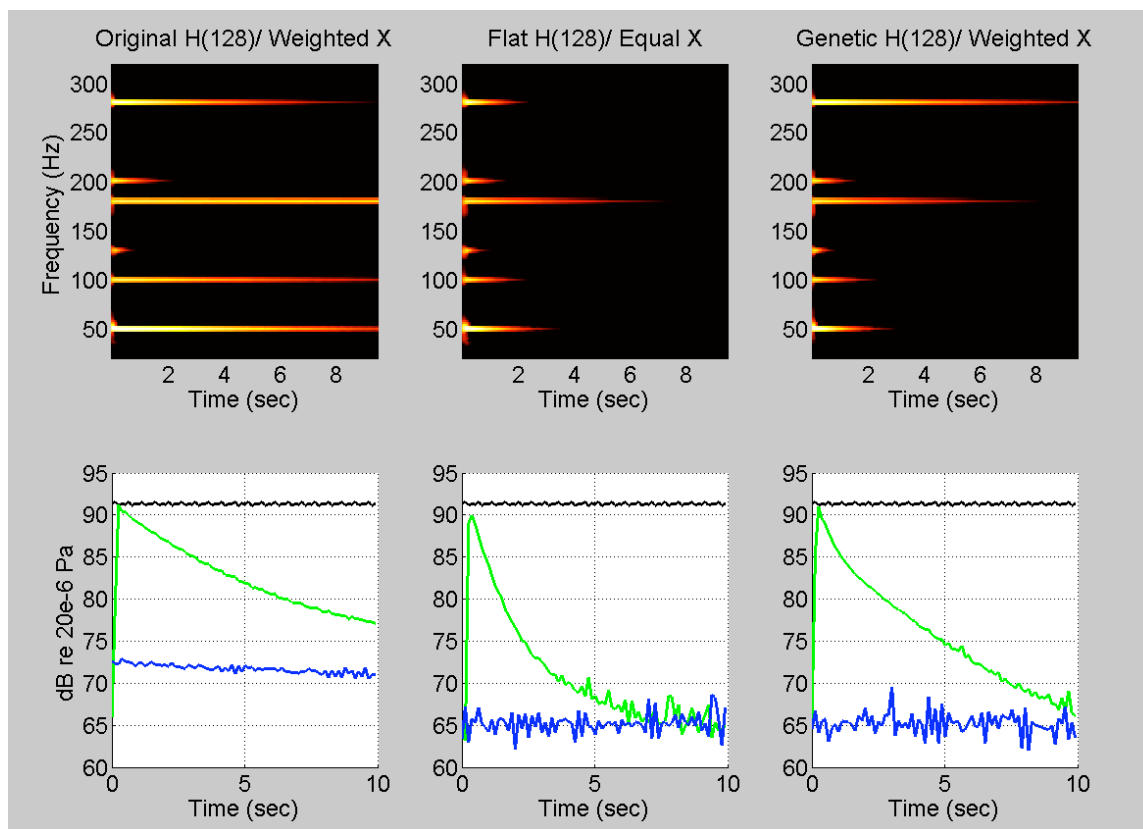 Original H(128)/ Weighted X
Flat H(128)/ Equal X
Genetic H(128)/ Weighted X
Frequency (Hz)
300
250
200
150
100
50
2 4 6 8
Time (sec)
300
250
200
150
100
50
2 4 6 8
Time (sec)
300
250
200
150
100
50
2 4 6 8
Time (sec)
dB re 20e-6 Pa
95
90
85
80
75
70
65
60
0 5 10
Time (sec)
95
90
85
80
75
70
65
60
0 5 10
Time (sec)
95
90
85
80
75
70
65
60
0 5 10
Time (sec)